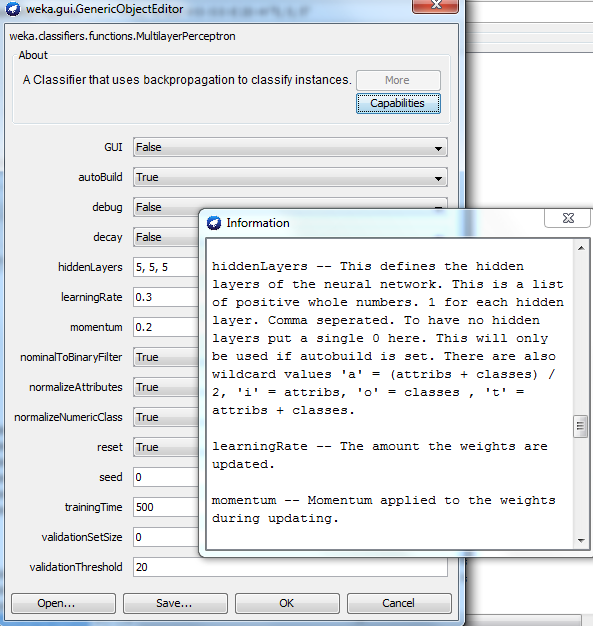 weka.gui.GenericObjectEditor
weka.classifiers.functions.MultilayerPerceptron
About
A Classifier that uses backpropagation to classify instances.
More
Capabilities
GUI False
autoBuild True
debug False
decay False
hiddenLayers 5, 5, 5
learningRate 0.3
momentum 0.2
nominalToBinaryFilter True
normalizeAttributes True
normalizeNumericClass True
reset True
seed 0
trainingTime 500
validationSetSize 0
validationThreshold 20
Open... Save... OK Cancel
Information
hiddenLayers -- This defines the hidden
layers of the neural network. This is a list
of positive whole numbers. 1 for each hidden
layer. Comma seperated. To have no hidden
layers put a single 0 here. This will only
be used if autobuild is set. There are also
wildcard values 'a' = (attribs + classes) /
2, 'i' = attribs, 'o' = classes , 't' =
attribs + classes.
learningRate -- The amount the weights are
updated.
momentum -- Momentum applied to the weights
during updating.